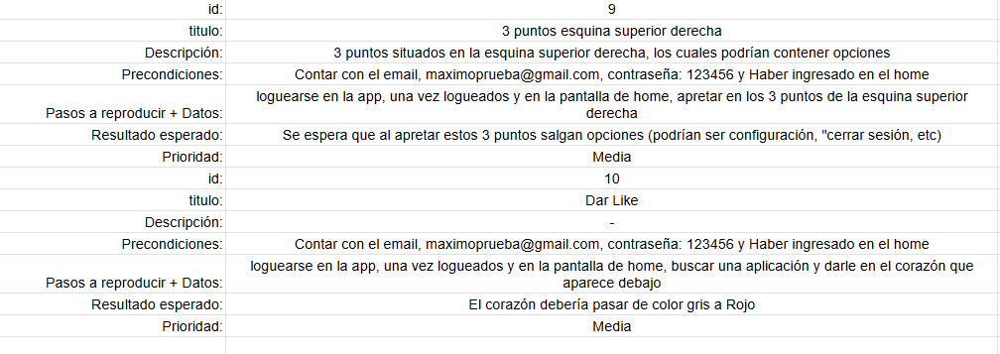 id: 9
titulo: 3 puntos esquina superior derecha
Descripción: 3 puntos situados en la esquina superior derecha, los cuales podrían contener opciones
Precondiciones: Contar con el email, maximoprueba@gmail.com, contraseña: 123456 y Haber ingresado en el home
loguearse en la app, una vez logueados y en la pantalla de home, apretar en los 3 puntos de la esquina superior
Pasos a reproducir + Datos: derecha
Resultado esperado: Se espera que al apretar estos 3 puntos salgan opciones (podrían ser configuración, "cerrar sesión, etc)
Prioridad: Media
id: 10
titulo: Dar Like
Descripción: -
Precondiciones: Contar con el email, maximoprueba@gmail.com, contraseña: 123456 y Haber ingresado en el home
loguearse en la app, una vez logueados y en la pantalla de home, buscar una aplicación y darle en el corazón que
Pasos a reproducir + Datos: aparece debajo
Resultado esperado: El corazón debería pasar de color gris a Rojo
Prioridad: Media